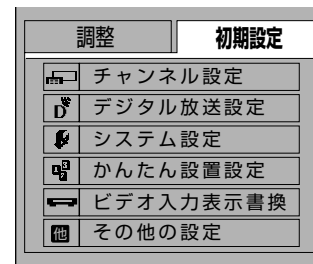 調整 初期設定
チャンネル設定
デジタル放送設定
システム設定
かんたん設置設定
ビデオ入力表示書換
他 その他の設定